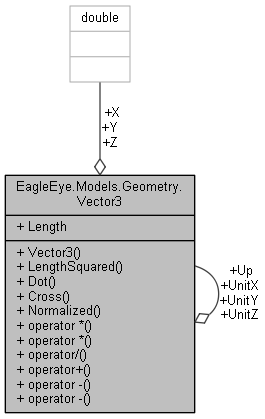 double
+X
+Y
+Z
EagleEye.Models.Geometry.
Vector3
+ Length
+ Vector3()
+ LengthSquared()
+ Dot()
+ Cross()
+ Normalized()
+ operator *()
+ operator *()
+ operator/()
+ operator+()
+ operator -()
+ operator -()
+Up
+UnitX
+UnitY
+UnitZ